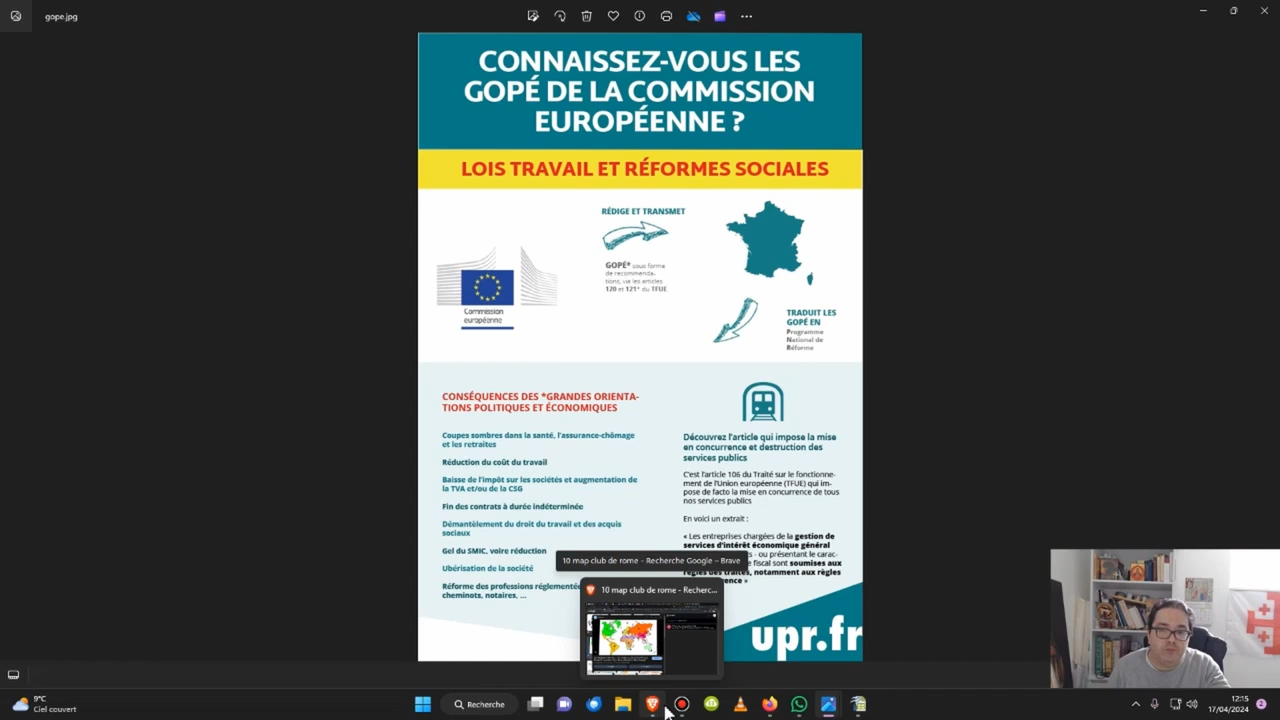 gope.jpg
CONNAISSEZ-VOUS LES
GOPÉ DE LA COMMISSION
EUROPÉENNE ?
LOIS TRAVAIL ET RÉFORMES SOCIALES
RÉDIGE ET TRANSMET
GOPÉ* sous forme
de recommenda-
tions, via les articles
120 et 121* du TFUE
Commission
européenne
TRADUIT LES
GOPÉ EN
Programme
National de
Réforme
CONSÉQUENCES DES *GRANDES ORIENTA-
TIONS POLITIQUES ET ÉCONOMIQUES
Coupes sombres dans la santé, l'assurance-chômage
et les retraites
Réduction du coût du travail
Baisse de l'impôt sur les sociétés et augmentation de
la TVA et/ou de la CSG
Fin des contrats à durée indéterminée
Démantèlement du droit du travail et des acquis
sociaux
Gel du SMIC, voire réduction
Ubérisation de la société
Réforme des professions réglementée
cheminots, notaires, ...
Découvrez l'article qui impose la mise
en concurrence et destruction des
services publics
C'est l'article 106 du Traité sur le fonctionne-
ment de l'Union européenne (TFUE) qui im-
pose de facto la mise en concurrence de tous
nos services publics
En voici un extrait :
« Les entreprises chargées de la gestion de
services d'intérêt économique général
- ou présentant le carac-
fiscal sont soumises aux
règles des traités, notamment aux règles
»
upr.fr
10 map club de rome - Recherche Google – Brave
10 map club de rome - Recherc...
9°C
Ciel couvert
Recherche
12:15
17/04/2024